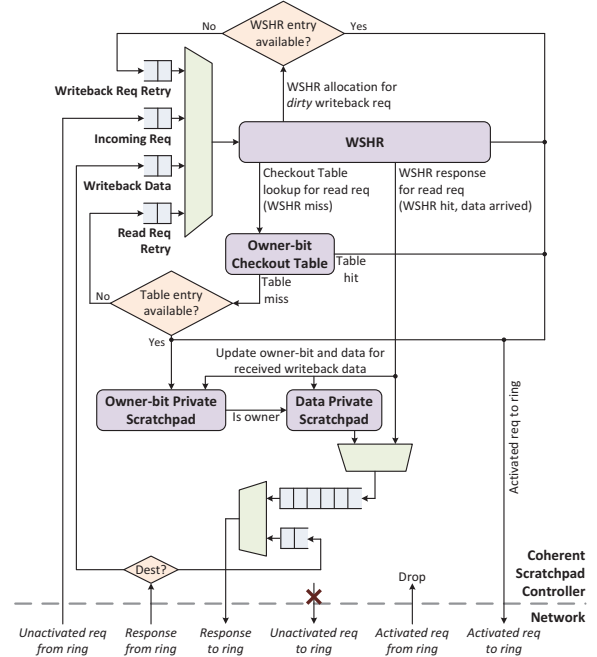 No
WSHR entry
available?
Yes
Writeback Req Retry
WSHR allocation for
dirty writeback req
Incoming Req
WSHR
Writeback Data
Checkout Table
lookup for read req
(WSHR miss)
WSHR response
for read req
(WSHR hit, data arrived)
Read Req
Retry
Owner-bit
Checkout Table
Table
hit
Table
miss
No
Table entry
available?
Yes
Update owner-bit and data for
received writeback data
Owner-bit Private
Scratchpad
Is owner
Data Private
Scratchpad
Activated req to ring
Dest?
Drop
Coherent
Scratchpad
Controller
Network
Unactivated req
from ring
Response
from ring
Response
to ring
Unactivated req
to ring
Activated req
from ring
Activated req
to ring